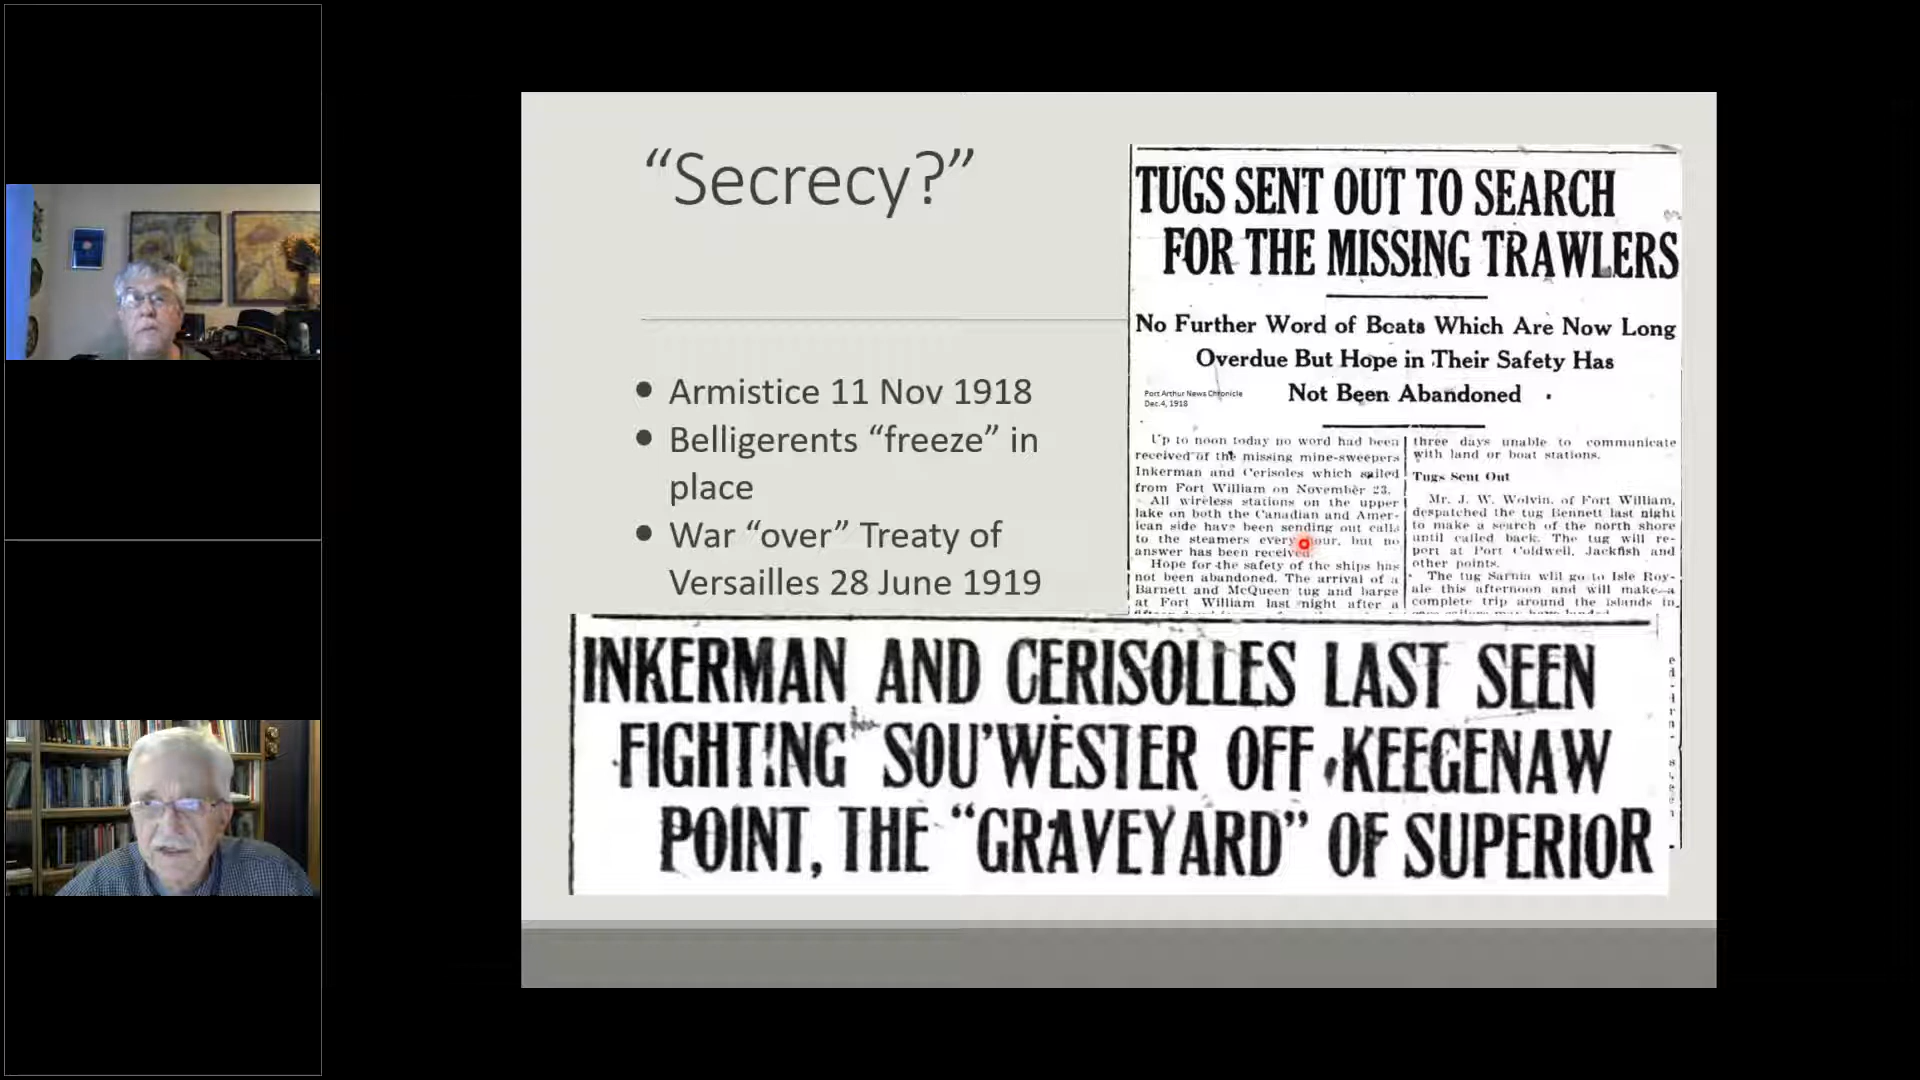 “Secrecy?”
● Armistice 11 Nov 1918
● Belligerents “freeze” in
place
● War “over” Treaty of
Versailles 28 June 1919
TUGS SENT OUT TO SEARCH
FOR THE MISSING TRAWLERS
No Further Word of Boats Which Are Now Long
Overdue But Hope in Their Safety Has
Not Been Abandoned
Port Arthur News Chronicle
Dec.4, 1918
Up to noon today no word had been
received of the missing mine-sweepers
Inkerman and Cerisoles which sailed
from Fort William on November 23.
All wireless stations on the upper
lake on both the Canadian and Amer-
ican side have been sending out calls
to the steamers every hour, but no
answer has been received.
Hope for the safety of the ships has
not been abandoned. The arrival of a
Barnett and McQueen tug and barge
at Fort William last night after a
three days unable to communicate
with land or boat stations.
Tugs Sent Out
Mr. J. W. Wolvin, of Fort William,
despatched the tug Bennett last night
to make a search of the north shore
until called back. The tug will re-
port at Port Coldwell, Jackfish and
other points.
The tug Sarnia will go to Isle Roy-
ale this afternoon and will make a
complete trip around the islands in
INKERMAN AND CERISOLLES LAST SEEN
FIGHTING SOU’WESTER OFF KEEGENAW
POINT, THE “GRAVEYARD” OF SUPERIOR